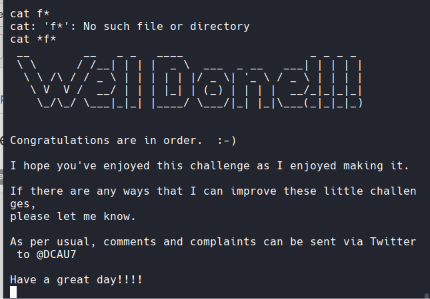 cat f*
cat: 'f*': No such file or directory
cat *f*
Well Done!!!!
Congratulations are in order.  :-)
I hope you've enjoyed this challenge as I enjoyed making it.
If there are any ways that I can improve these little challen
ges,
please let me know.
As per usual, comments and complaints can be sent via Twitter
 to @DCAU7
Have a great day!!!!